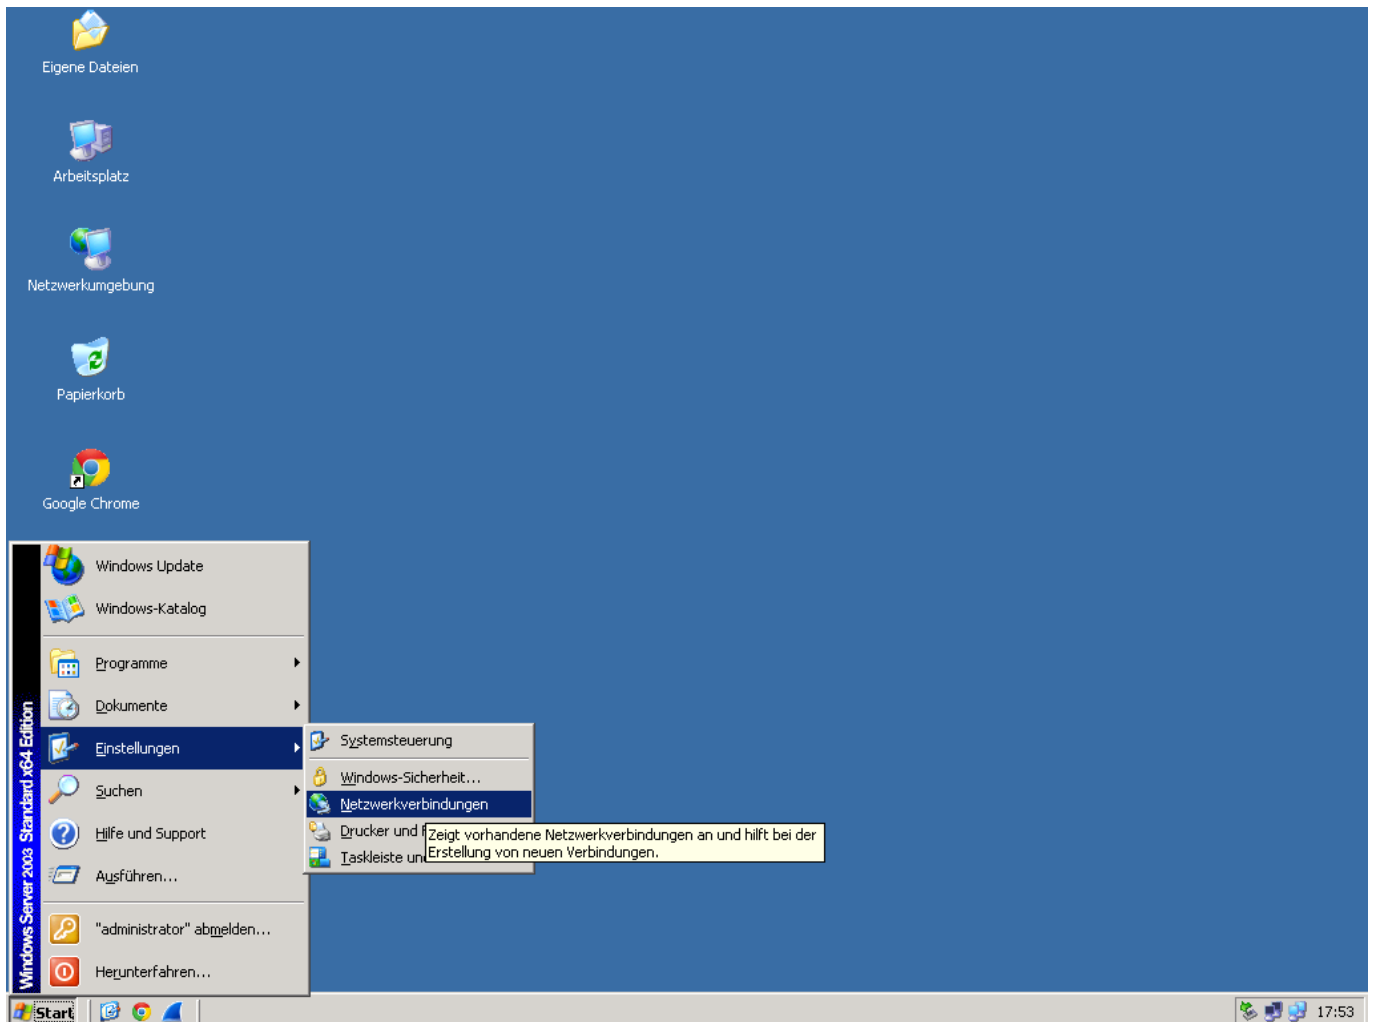 Eigene Dateien
Arbeitsplatz
Netzwerkumgebung
Papierkorb
Google Chrome
Windows Server 2003 Standard x64 Edition
Windows Update
Windows-Katalog
Programme
Dokumente
Einstellungen
Suchen
Hilfe und Support
Ausführen...
"administrator" abmelden...
Herunterfahren...
Systemsteuerung
Windows-Sicherheit...
Netzwerkverbindungen
Drucker und
Taskleiste
Zeigt vorhandene Netzwerkverbindungen an und hilft bei der
Erstellung von neuen Verbindungen.
Start
17:53